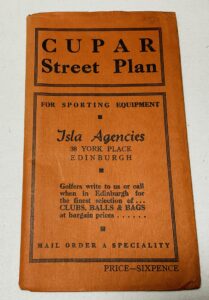 CUPAR
Street Plan
FOR SPORTING EQUIPMENT
Isla Agencies
38 YORK PLACE
EDINBURGH
Golfers write to us or call
when in Edinburgh for
the finest selection of...
CLUBS, BALLS & BAGS
at bargain prices ......
MAIL ORDER A SPECIALITY
PRICE—SIXPENCE